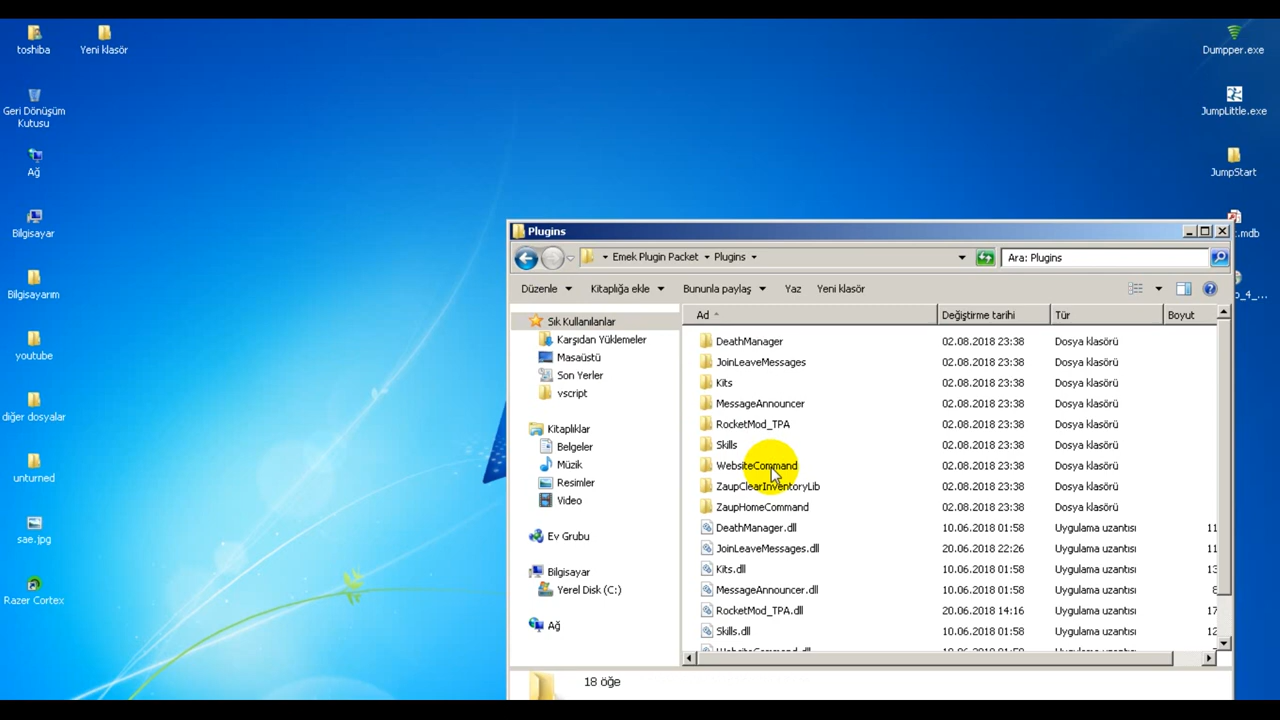 toshiba
Yeni klasör
Geri Dönüşüm
Kutusu
Ağ
Bilgisayar
Bilgisayarım
youtube
diğer dosyalar
unturned
sae.jpg
Razer Cortex
Dumpper.exe
JumpLittle.exe
JumpStart
Plugins
Emek Plugin Packet
Plugins
Ara: Plugins
Düzenle
Kitaplığa ekle
Bununla paylaş
Yaz
Yeni klasör
Sık Kullanılanlar
Karşıdan Yüklemeler
Masaüstü
Son Yerler
vscript
Kitaplıklar
Belgeler
Müzik
Resimler
Video
Ev Grubu
Bilgisayar
Yerel Disk (C:)
Ağ
Ad Değiştirme tarihi Tür Boyut
DeathManager 02.08.2018 23:38 Dosya klasörü
JoinLeaveMessages 02.08.2018 23:38 Dosya klasörü
Kits 02.08.2018 23:38 Dosya klasörü
MessageAnnouncer 02.08.2018 23:38 Dosya klasörü
RocketMod_TPA 02.08.2018 23:38 Dosya klasörü
Skills 02.08.2018 23:38 Dosya klasörü
WebsiteCommand 02.08.2018 23:38 Dosya klasörü
ZaupClearInventoryLib 02.08.2018 23:38 Dosya klasörü
ZaupHomeCommand 02.08.2018 23:38 Dosya klasörü
DeathManager.dll 10.06.2018 01:58 Uygulama uzantısı 11
JoinLeaveMessages.dll 20.06.2018 22:26 Uygulama uzantısı 11
Kits.dll 10.06.2018 01:58 Uygulama uzantısı 13
MessageAnnouncer.dll 10.06.2018 01:58 Uygulama uzantısı 8
RocketMod_TPA.dll 20.06.2018 14:16 Uygulama uzantısı 17
Skills.dll 10.06.2018 01:58 Uygulama uzantısı 12
18 öğe